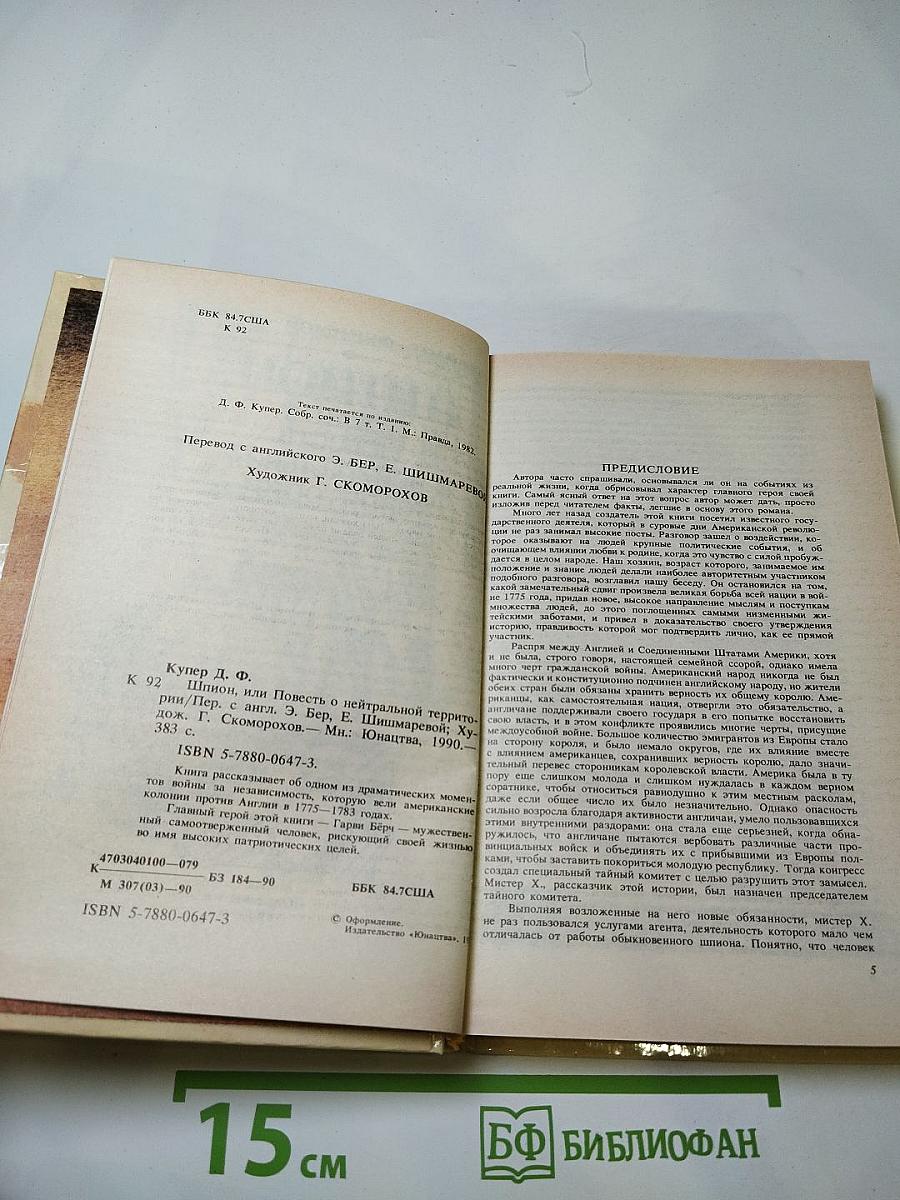 ББК 84.7США
К 92
Текст печатается по изданию:
Д. Ф. Купер. Собр. соч.: В 7 т. Т. 1. М.: Правда, 1982.
Перевод с английского Э. БЕР, Е. ШИШМАРЕВОЙ
Художник Г. СКОМОРОХОВ
Купер Д. Ф.
К 92 Шпион, или Повесть о нейтральной террито-
рии/Пер. с англ. Э. Бер, Е. Шишмаревой; Ху-
дож. Г. Скоморохов.— Мн.: Юнацтва, 1990.—
383 с.
ISBN 5-7880-0647-3.
Книга рассказывает об одном из драматических момен-
тов войны за независимость, которую вели американские
колонии против Англии в 1775—1783 годах.
Главный герой этой книги — Гарви Бёрч — мужествен-
ный самоотверженный человек, рискующий своей жизнью
во имя высоких патриотических целей.
К 4703040100—079
М 307(03)—90 БЗ 184—90
ББК 84.7США
ISBN 5-7880-0647-3
© Оформление.
Издательство «Юнацтва», 19
ПРЕДИСЛОВИЕ
Автора часто спрашивали, основывался ли он на событиях из
реальной жизни, когда обрисовывал характер главного героя своей
книги. Самый ясный ответ на этот вопрос автор может дать, просто
изложив перед читателем факты, легшие в основу этого романа.
Много лет назад создатель этой книги посетил известного госу-
дарственного деятеля, который в суровые дни Американской револю-
ции не раз занимал высокие посты. Разговор зашел о воздействии, ко-
торое оказывают на людей крупные политические события, и об
очищающем влиянии любви к родине, когда это чувство с силой пробуж-
дается в целом народе. Наш хозяин, возраст которого, занимаемое им
положение и знание людей делали наиболее авторитетным участником
подобного разговора, возглавил нашу беседу. Он остановился на том,
какой замечательный сдвиг произвела великая борьба всей нации в вой-
не 1775 года, придав новое, высокое направление мыслям и поступкам
множества людей, до этого поглощенных самыми низменными жи-
тейскими заботами, и привел в доказательство своего утверждения
историю, правдивость которой мог подтвердить лично, как ее прямой
участник.
Распря между Англией и Соединенными Штатами Америки, хотя
и не была, строго говоря, настоящей семейной ссорой, однако имела
много черт гражданской войны. Американский народ никогда не был
фактически и конституционно подчинен английскому народу, но жители
обеих стран были обязаны хранить верность их общему королю. Аме-
риканцы, как самостоятельная нация, отвергли это обязательство, а
англичане поддерживали своего государя в его попытке восстановить
свою власть, и в этом конфликте проявились многие черты, присущие
междоусобной войне. Большое количество эмигрантов из Европы стало
на сторону короля, и было немало округов, где их влияние вместе
с влиянием американцев, сохранивших верность королю, дало значи-
тельный перевес сторонникам королевской власти. Америка была в ту
пору еще слишком молода и слишком нуждалась в каждом верном
соратнике, чтобы относиться равнодушно к этим местным расколам,
даже если общее число их было незначительно. Однако опасность
сильно возросла благодаря активности англичан, умело пользовавшихся
этими внутренними раздорами: она стала еще серьезней, когда обна-
ружилось, что англичане пытаются вербовать различные части про-
винциальных войск и объединять их с прибывшими из Европы пол-
ками, чтобы заставить покориться молодую республику. Тогда конгресс
создал специальный тайный комитет с целью разрушить этот замысел.
Мистер Х., рассказчик этой истории, был назначен председателем
тайного комитета.
Выполняя возложенные на него новые обязанности, мистер Х.
не раз пользовался услугами агента, деятельность которого мало чем
отличалась от работы обыкновенного шпиона. Понятно, что человек
5
15 см
БФ БИБЛИОФАН